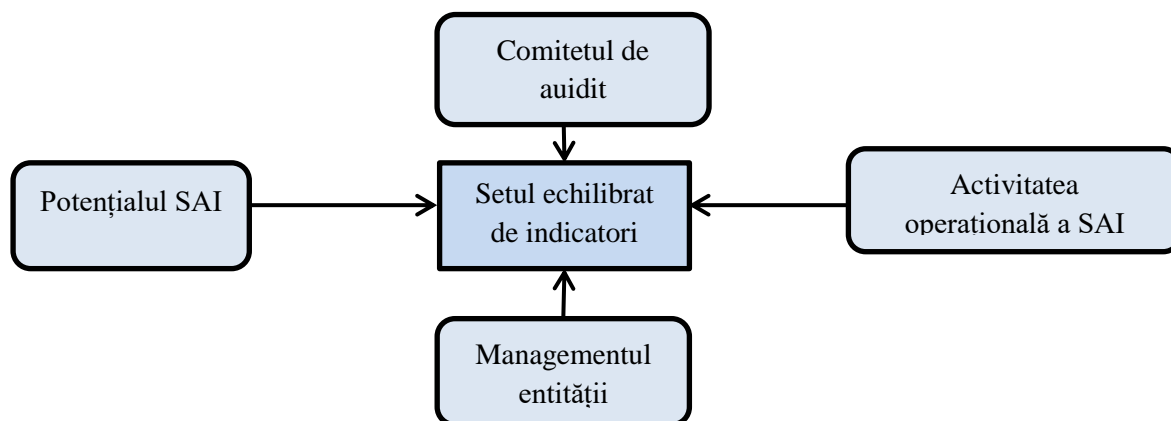 Comitetul de
auidit
Potențialul SAI
Setul echilibrat
de indicatori
Activitatea
operațională a SAI
Managementul
entității